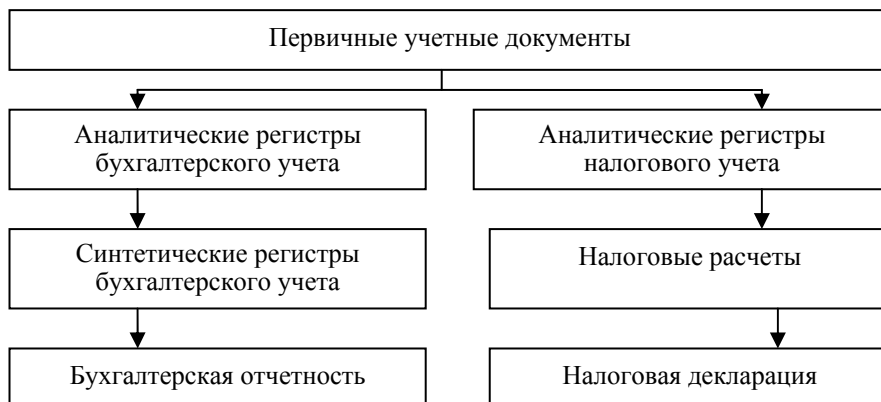 Первичные учетные документы
Аналитические регистры
бухгалтерского учета
Аналитические регистры
налогового учета
Синтетические регистры
бухгалтерского учета
Налоговые расчеты
Бухгалтерская отчетность
Налоговая декларация